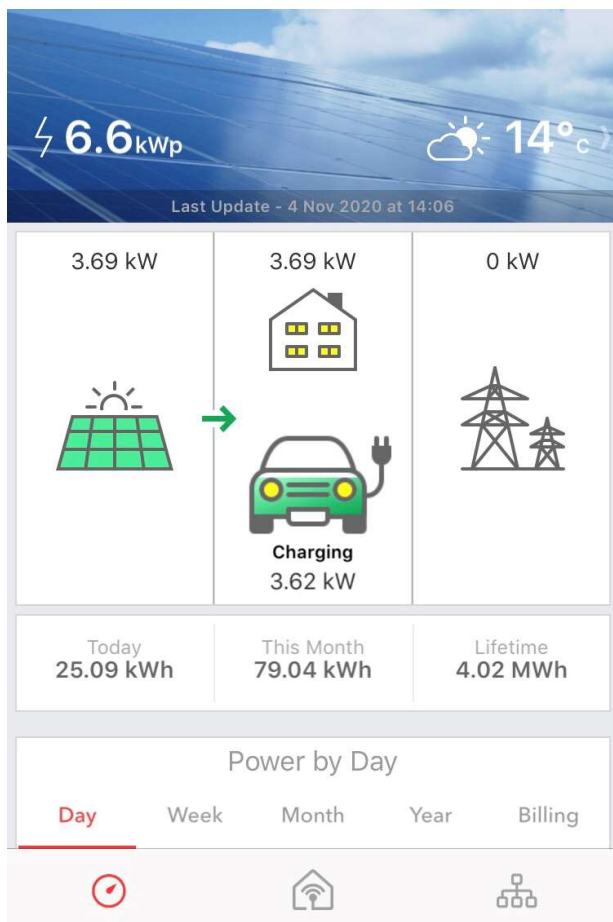 6.6kWp
14°c
Last Update - 4 Nov 2020 at 14:06
3.69 kW
3.69 kW
0 kW
Charging
3.62 kW
Today
25.09 kWh
This Month
79.04 kWh
Lifetime
4.02 MWh
Power by Day
Day
Week
Month
Year
Billing